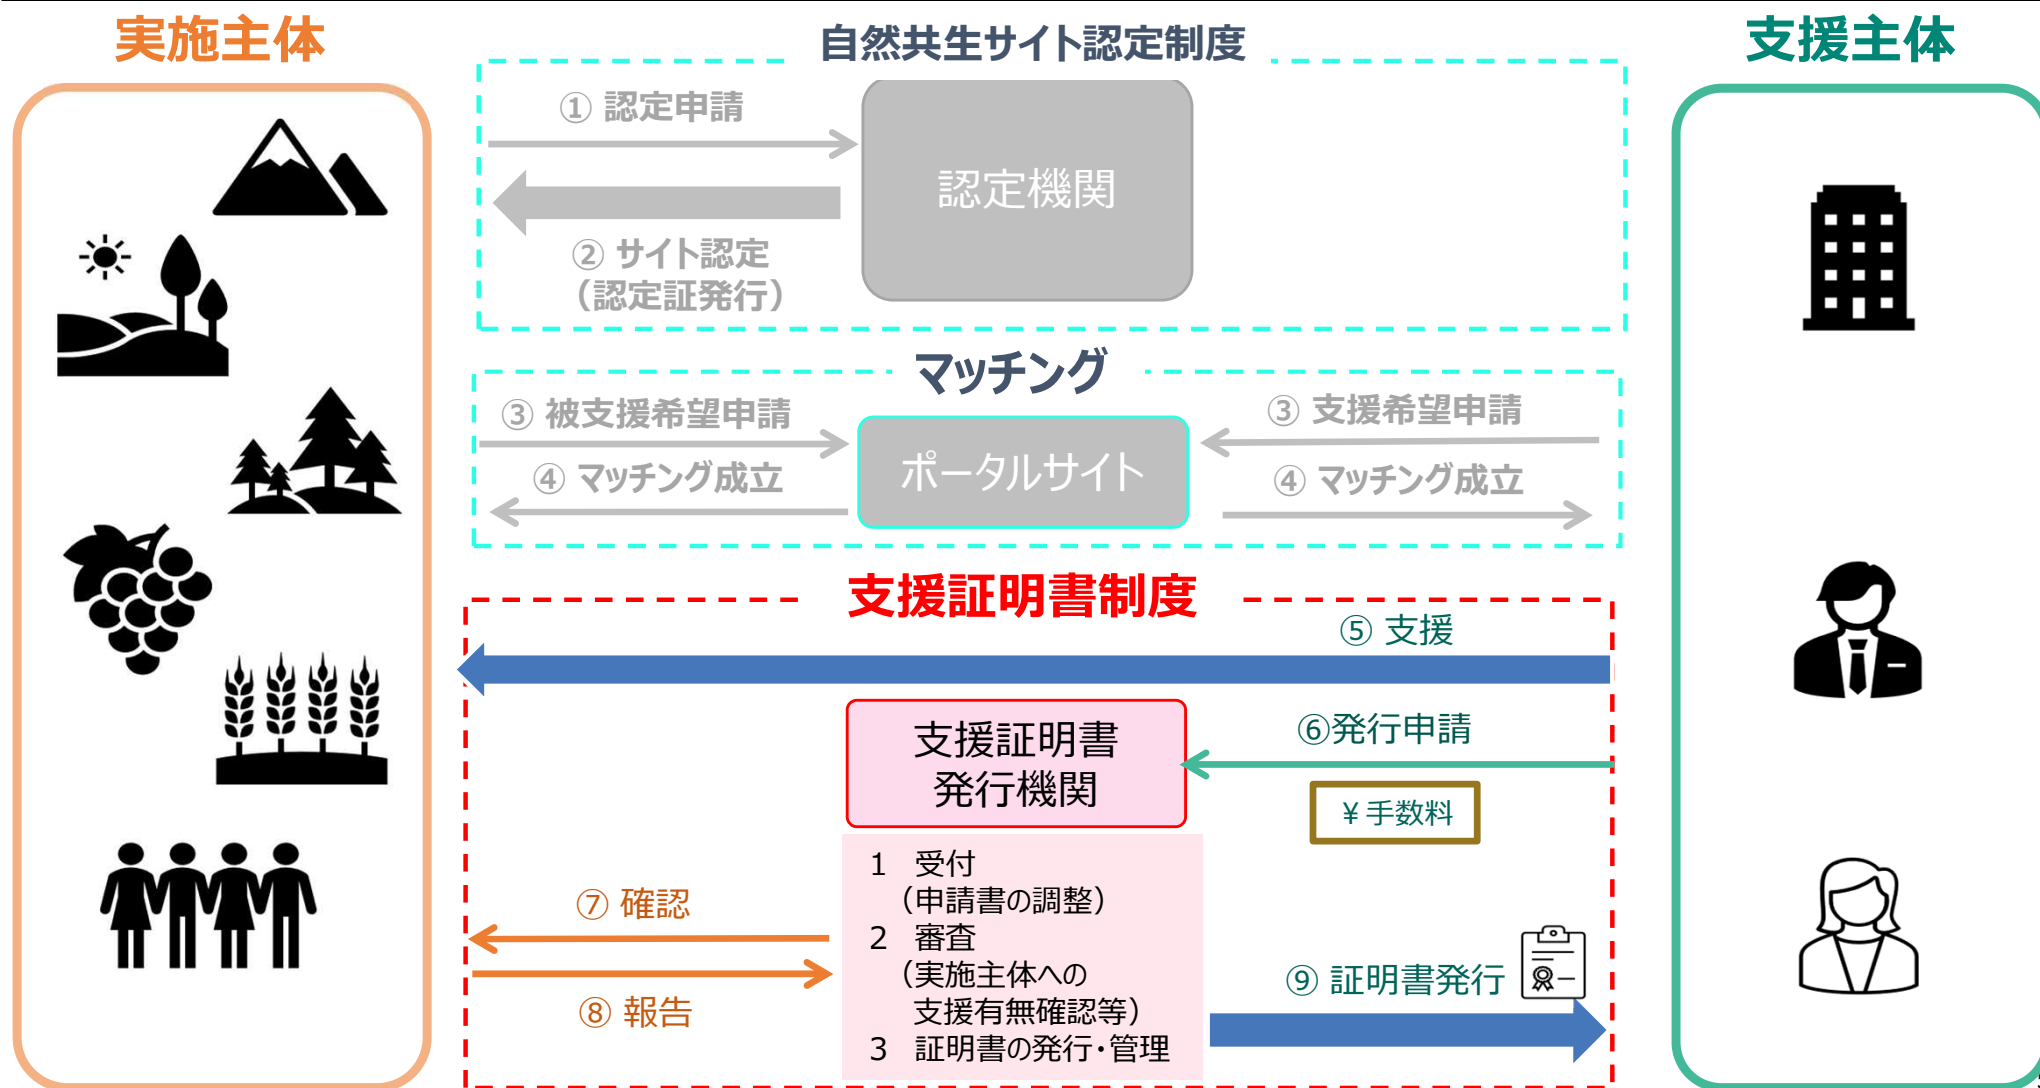 実施主体
自然共生サイト認定制度
支援主体
① 認定申請
認定機関
② サイト認定
（認定証発行）
マッチング
③ 被支援希望申請
③ 支援希望申請
ポータルサイト
④ マッチング成立
④ マッチング成立
支援証明書制度
⑤ 支援
支援証明書
発行機関
⑥発行申請
￥手数料
1 受付
（申請書の調整）
2 審査
（実施主体への
支援有無確認等）
3 証明書の発行・管理
⑦ 確認
⑧ 報告
⑨ 証明書発行